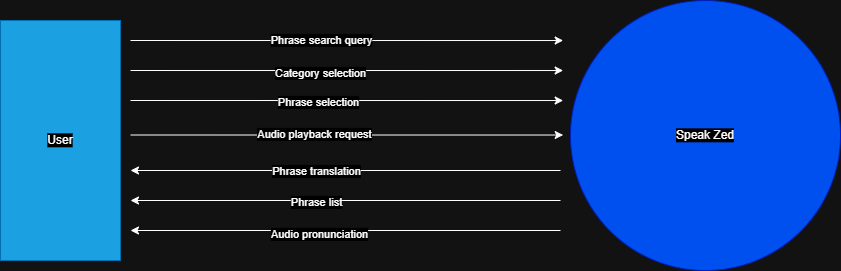 Phrase search query
Category selection
Phrase selection
Audio playback request
User
Speak Zed
Phrase translation
Phrase list
Audio pronunciation